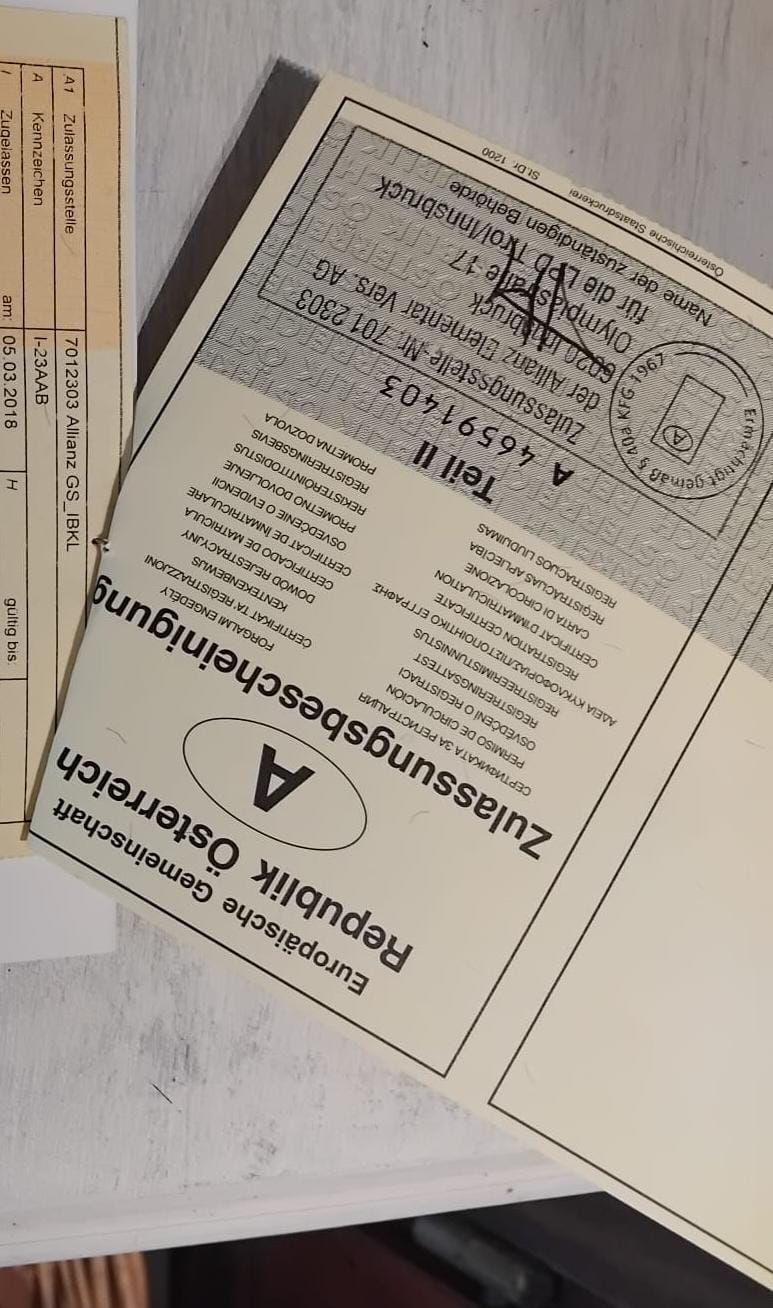 A1 Zulassungsstelle 7012303 Allianz GS_IBKL
A Kennzeichen I-23AAB
I Zugelassen am: 05.03.2018 H gültig bis:
Europäische Gemeinschaft
Republik Österreich
A
Zulassungsbescheinigung
СЕРТИФИКАТА ЗА РЕГИСТРАЦИЯ
PERMISO DE CIRCULACIÓN
OSVĚDČENÍ O REGISTRACI
REGISTRERINGSATTEST
REGISTREERIMISTUNNISTUS
ΑΔΕΙΑ ΚΥΚΛΟΦΟΡΙΑΣ/ΠΙΣΤΟΠΟΙΗΤΙΚΟ ΕΓΓΡΑΦΗΣ
REGISTRATION CERTIFICATE
CERTIFICAT D'IMMATRICULATION
CARTA DI CIRCOLAZIONE
REĢISTRĀCIJAS APLIECĪBA
REGISTRACIJOS LIUDIJIMAS
FORGALMI ENGEDÉLY
ĊERTIFIKAT TA' REĠISTRAZZJONI
KENTEKENBEWIJS
DOWÓD REJESTRACYJNY
CERTIFICADO DE MATRÍCULA
CERTIFICAT DE ÎNMATRICULARE
OSVEDČENIE O EVIDENCII
PROMETNO DOVOLJENJE
REKISTERÖINTITODISTUS
REGISTRERINGSBEVIS
PROMETNA DOZVOLA
Teil II
A 46591403
Zulassungsstelle-Nr. 701 2303
der Allianz Elementar Vers. AG
6020 Innsbruck
Olympiastraße 17
für die LPD Tirol/Innsbruck
Name der zuständigen Behörde
Ermächtigt gemäß § 40a KFG 1967
A
Österreichische Staatsdruckerei St.Dr. 1200